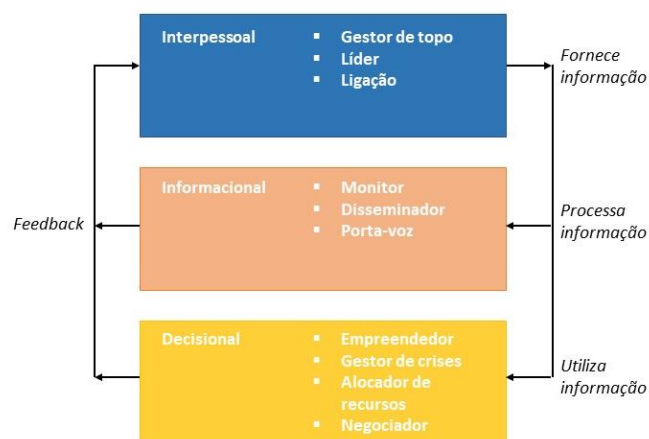 Interpessoal
▪ Gestor de topo
▪ Líder
▪ Ligação
Fornece
informação
Informacional
▪ Monitor
▪ Disseminador
▪ Porta-voz
Feedback
Processa
informação
Decisional
▪ Empreendedor
▪ Gestor de crises
▪ Alocador de
recursos
▪ Negociador
Utiliza
informação